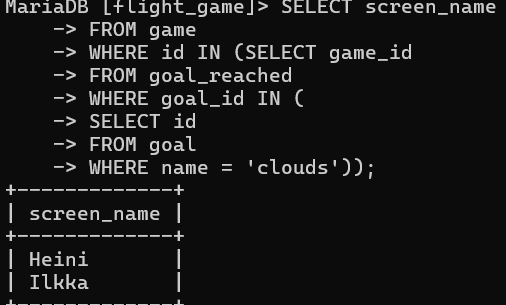 MariaDB [flight_game]> SELECT screen_name
    -> FROM game
    -> WHERE id IN (SELECT game_id
    -> FROM goal_reached
    -> WHERE goal_id IN (
    -> SELECT id
    -> FROM goal
    -> WHERE name = 'clouds'));
+-------------+
| screen_name |
+-------------+
| Heini       |
| Ilkka       |
+-------------+